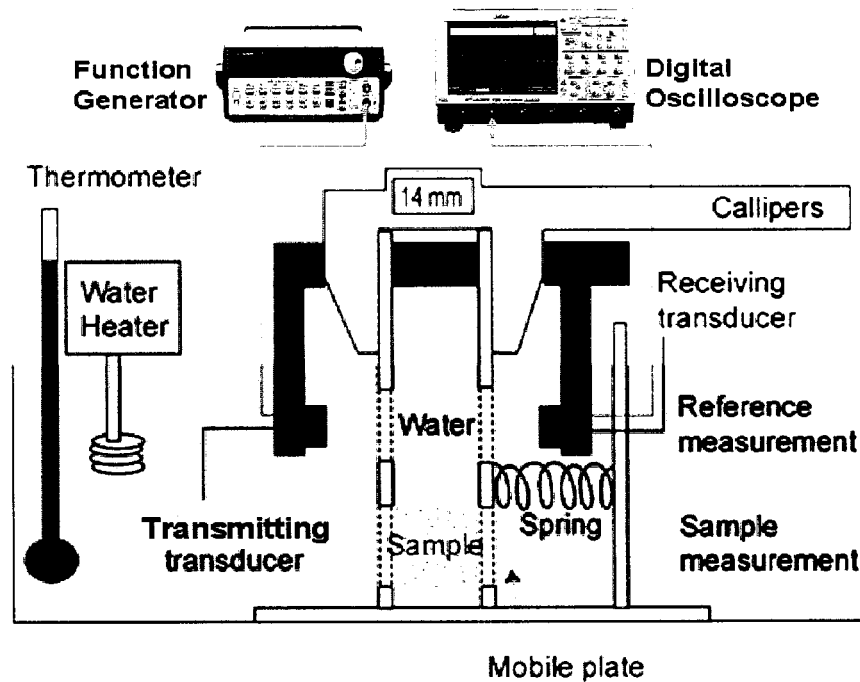 Function
Generator
Digital
Oscilloscope
Thermometer
14 mm
Callipers
Water
Heater
Receiving
transducer
Water
Reference
measurement
Transmitting
transducer
Spring
Sample
Sample
measurement
Mobile plate